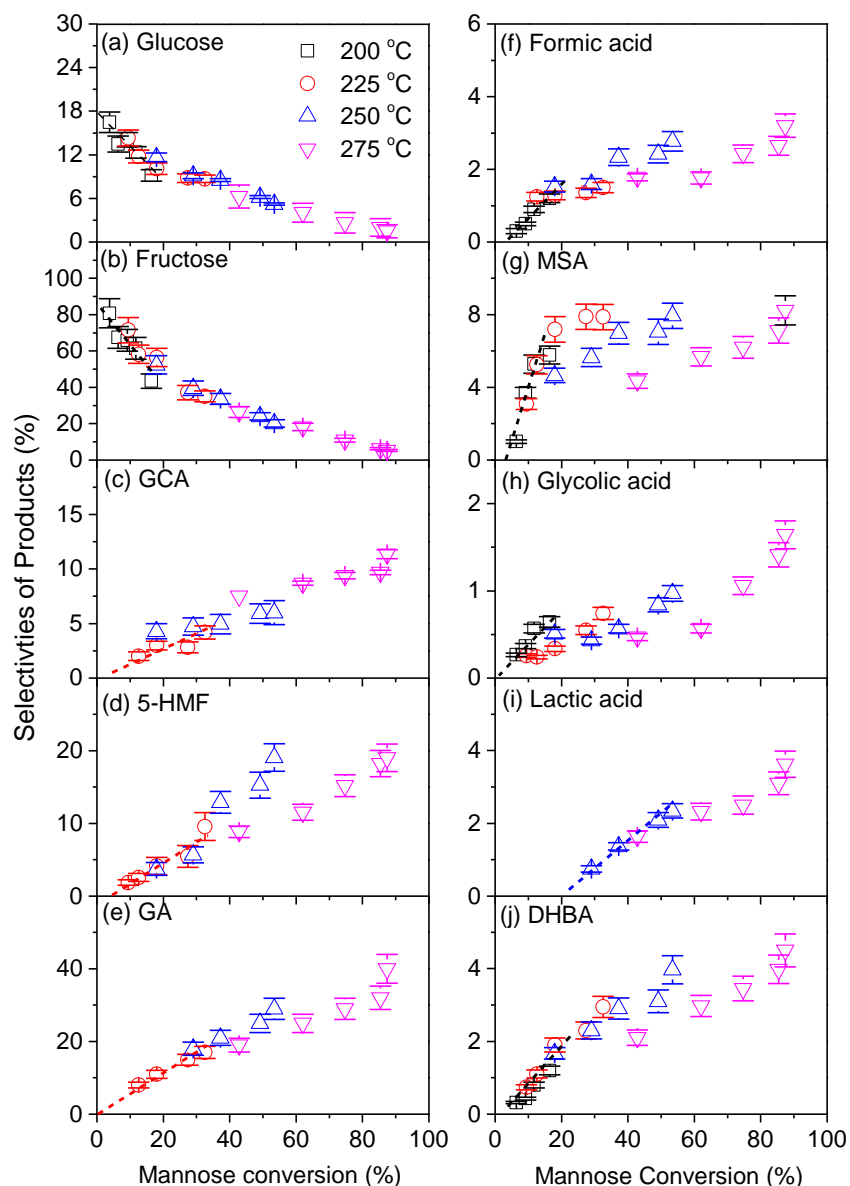 Selectivties of Products (%)
(a) Glucose
200 °C
225 °C
250 °C
275 °C
30
24
18
12
6
0
(b) Fructose
100
80
60
40
20
0
(c) GCA
15
10
5
0
(d) 5-HMF
20
10
0
(e) GA
40
20
0
0 20 40 60 80 100
Mannose conversion (%)
(f) Formic acid
6
4
2
0
(g) MSA
8
6
4
2
0
(h) Glycolic acid
2
1
0
(i) Lactic acid
4
2
0
(j) DHBA
4
2
0
0 20 40 60 80 100
Mannose Conversion (%)